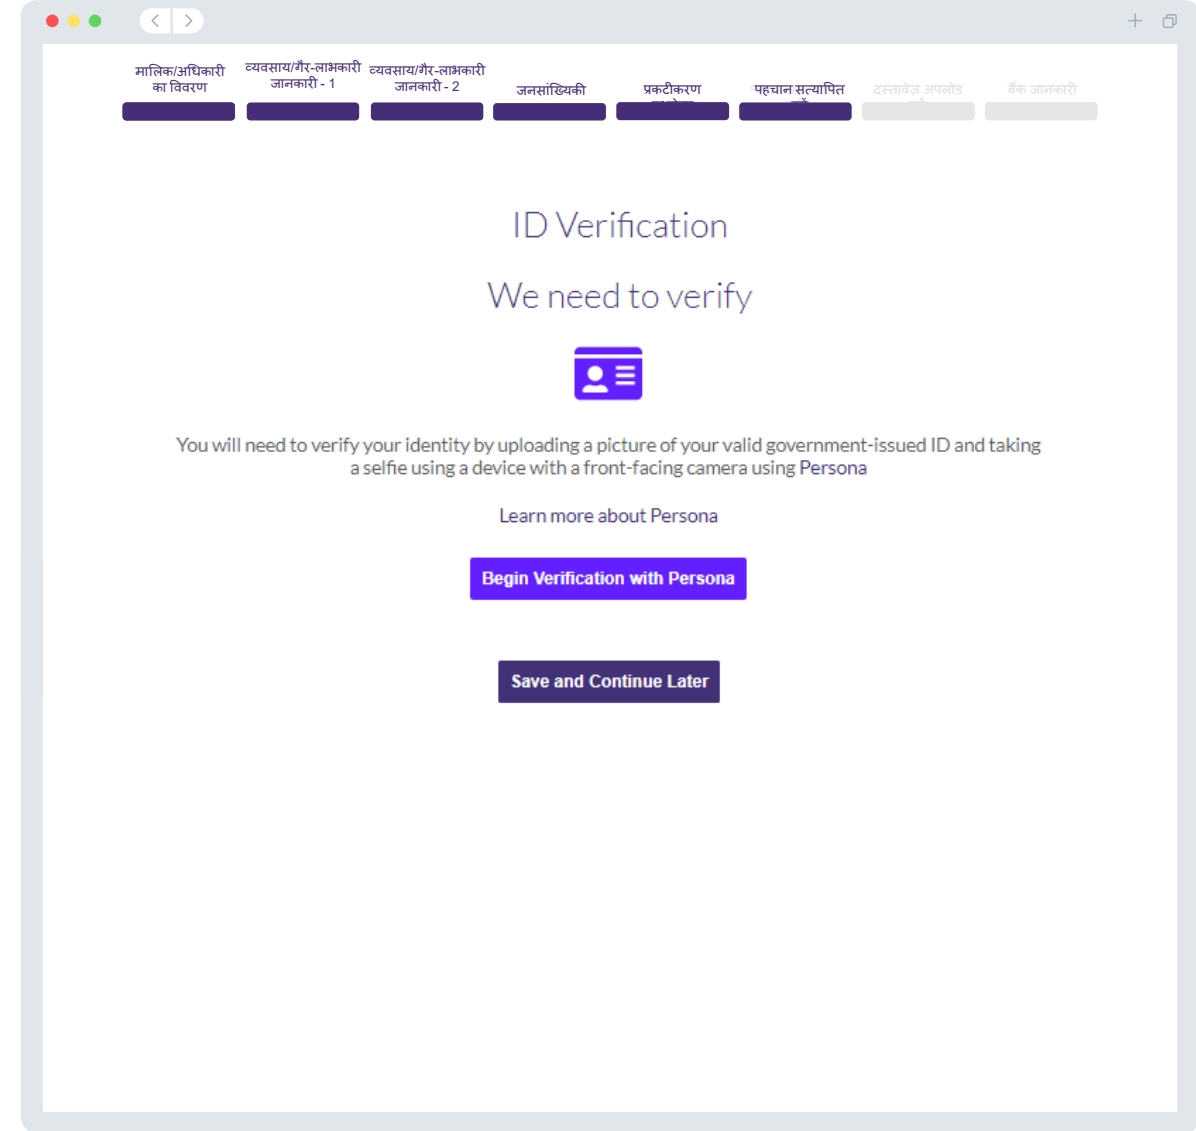 मालिक/अधिकारी
का विवरण
व्यवसाय/गैर-लाभकारी
जानकारी - 1
व्यवसाय/गैर-लाभकारी
जानकारी - 2
जनसांख्यिकी
प्रकटीकरण
पहचान सत्यापित
दस्तावेज़ अपलोड
बैंक जानकारी
ID Verification
We need to verify
You will need to verify your identity by uploading a picture of your valid government-issued ID and taking
a selfie using a device with a front-facing camera using Persona
Learn more about Persona
Begin Verification with Persona
Save and Continue Later